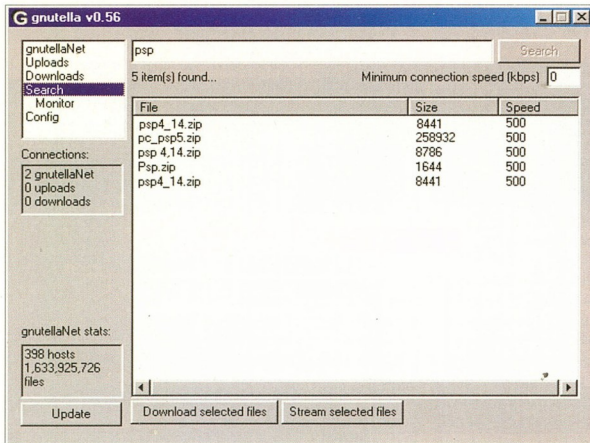 G gnutella v0.56
gnutellaNet
Uploads
Downloads
Search
Monitor
Config
psp
Search
5 item(s) found...
Minimum connection speed (kbps) 0
File Size Speed
psp4_14.zip 8441 500
pc_psp5.zip 258932 500
psp 4,14.zip 8786 500
Psp.zip 1644 500
psp4_14.zip 8441 500
Connections:
2 gnutellaNet
0 uploads
0 downloads
gnutellaNet stats:
398 hosts
1,633,925,726
files
Update
Download selected files
Stream selected files